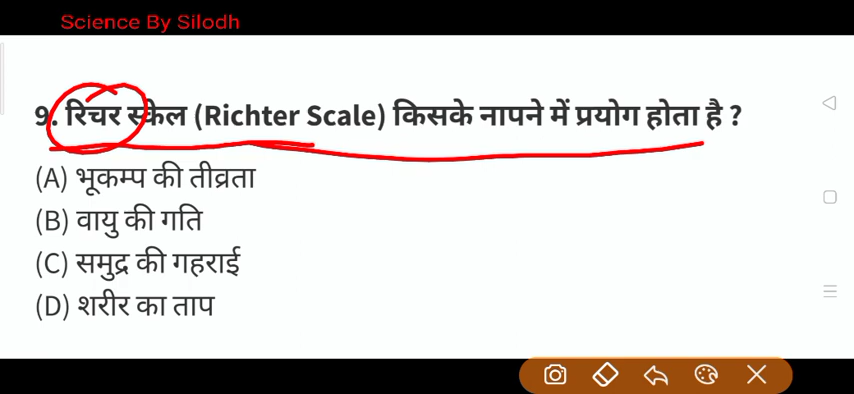 Science By Silodh
9. रिचर स्केल (Richter Scale) किसके नापने में प्रयोग होता है ?
(A) भूकम्प की तीव्रता
(B) वायु की गति
(C) समुद्र की गहराई
(D) शरीर का ताप